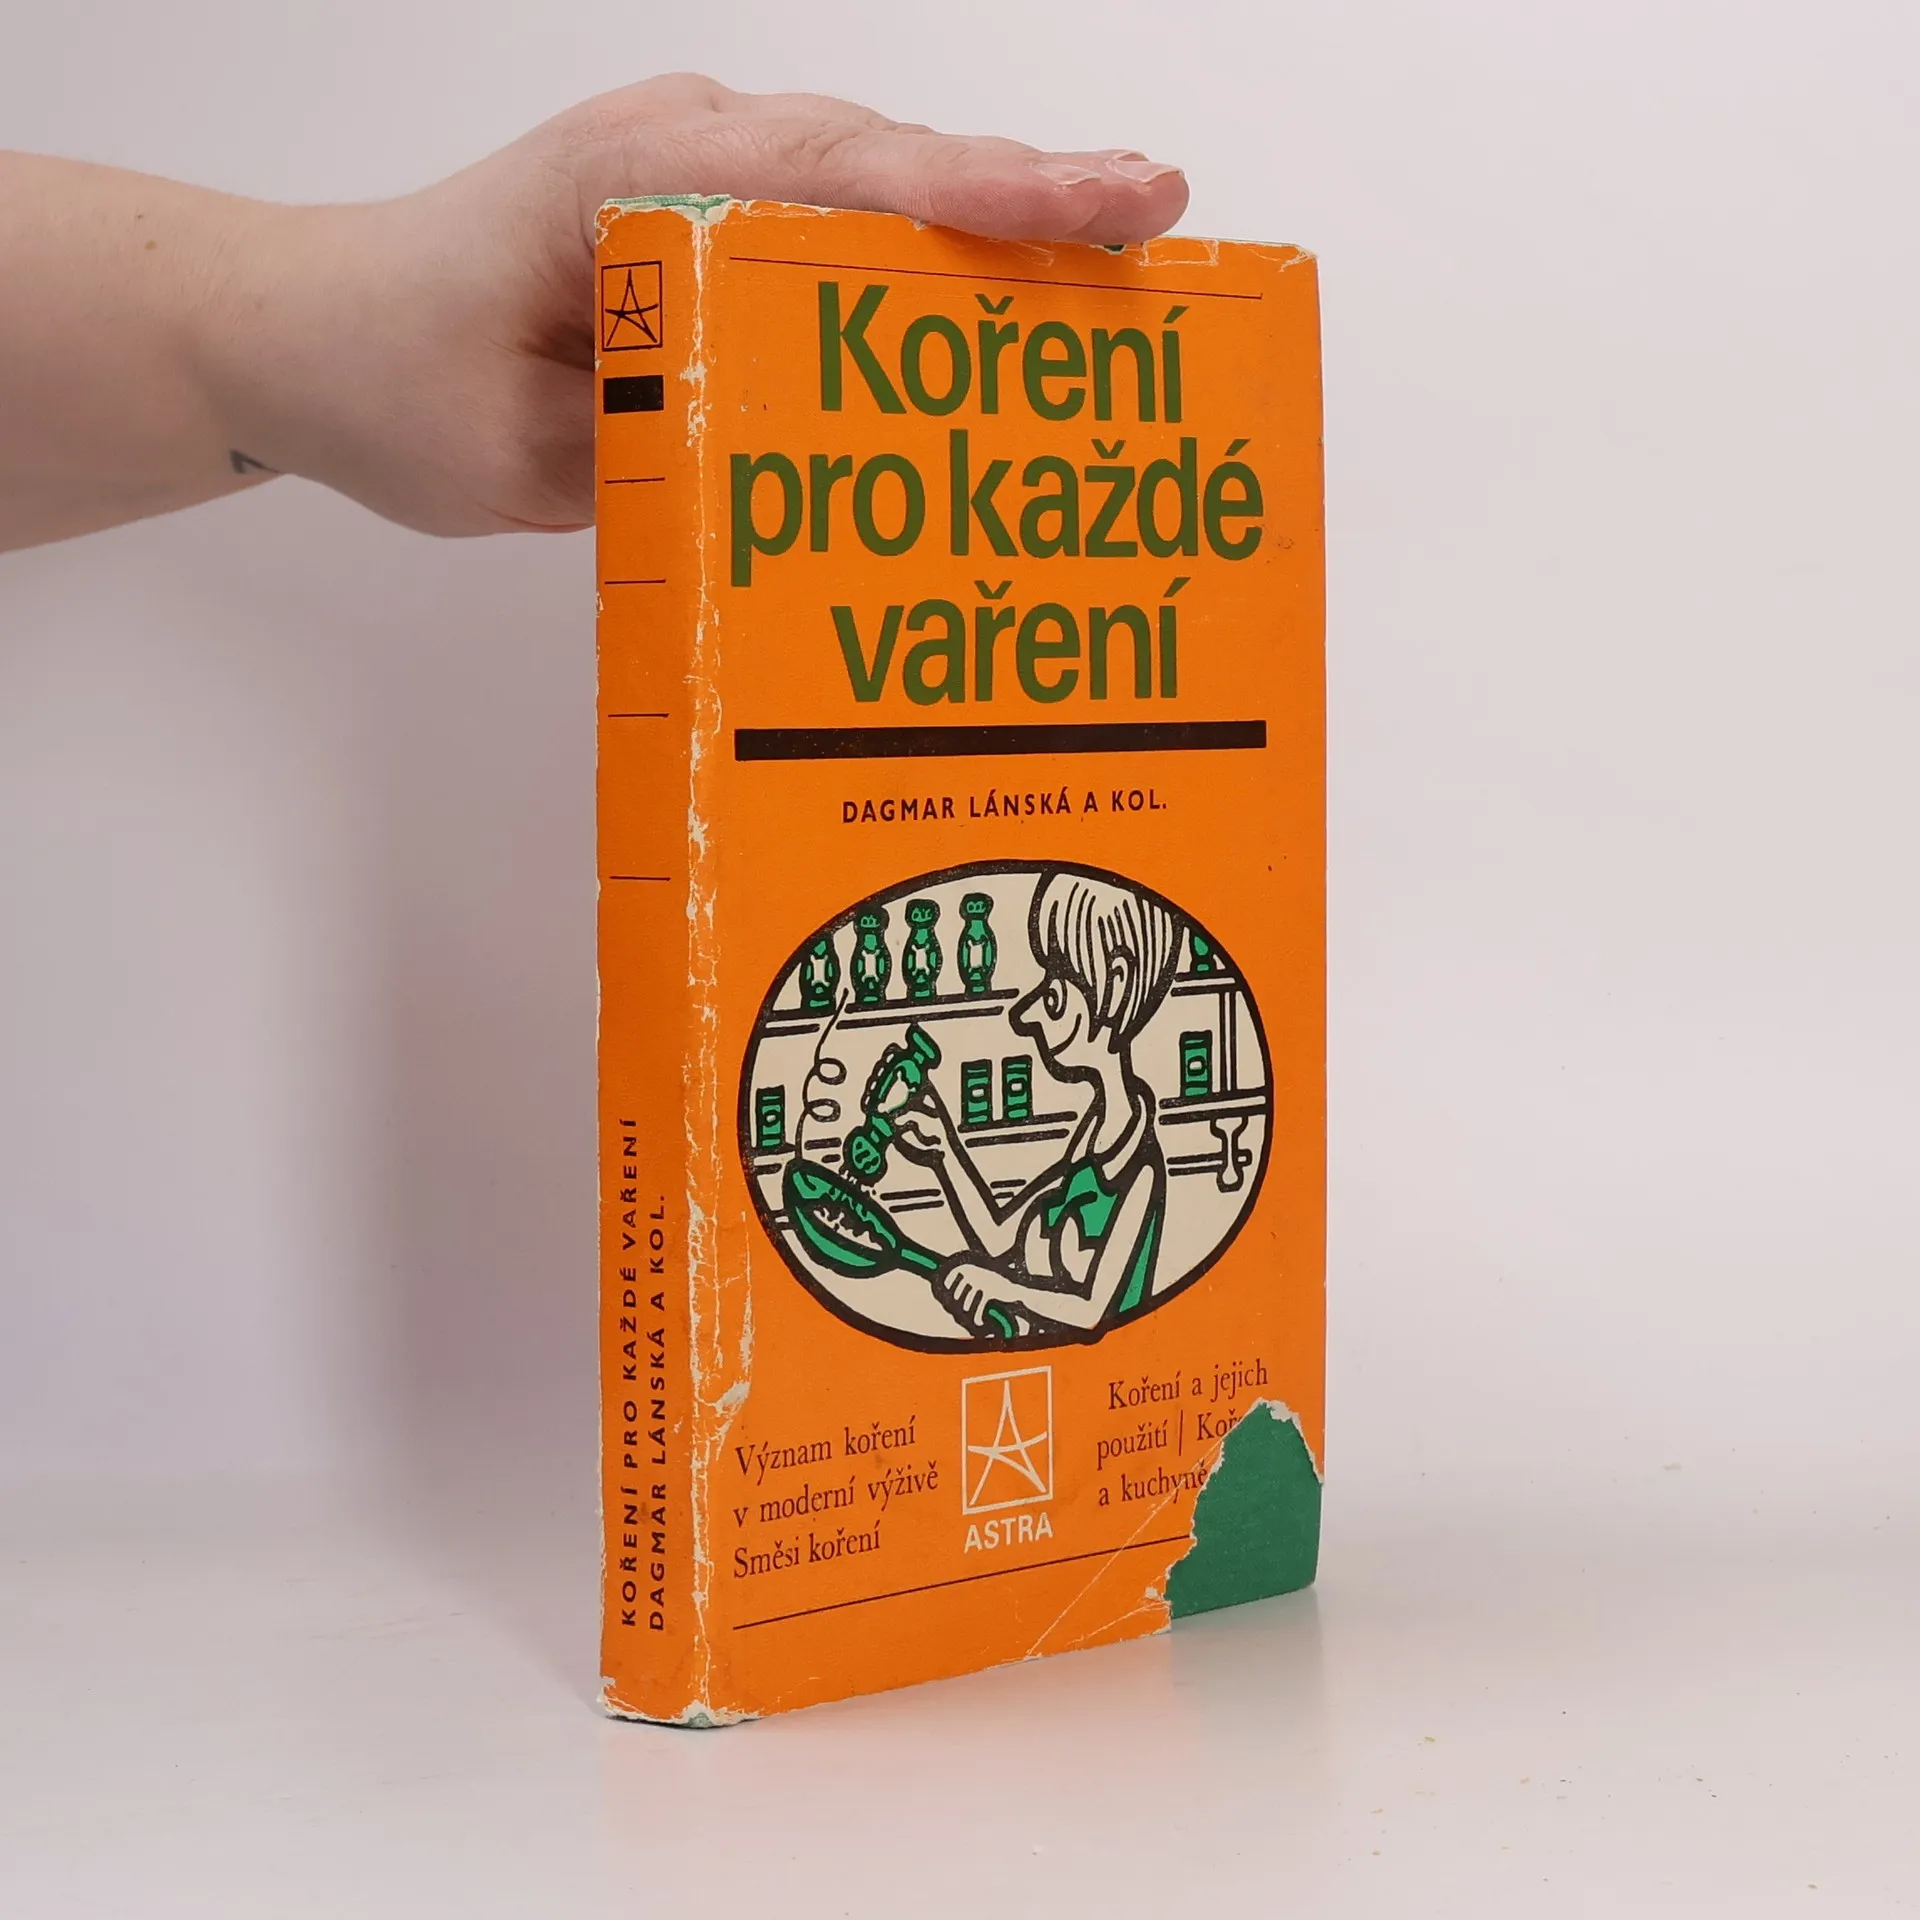 Koření
pro každé
vaření
DAGMAR LÁNSKÁ A KOL.
Význam koření
v moderní výživě
Směsi koření
ASTRA
Koření a jejich
použití |
a kuchyně
KOŘENÍ PRO KAŽDÉ VAŘENÍ
DAGMAR LÁNSKÁ A KOL.